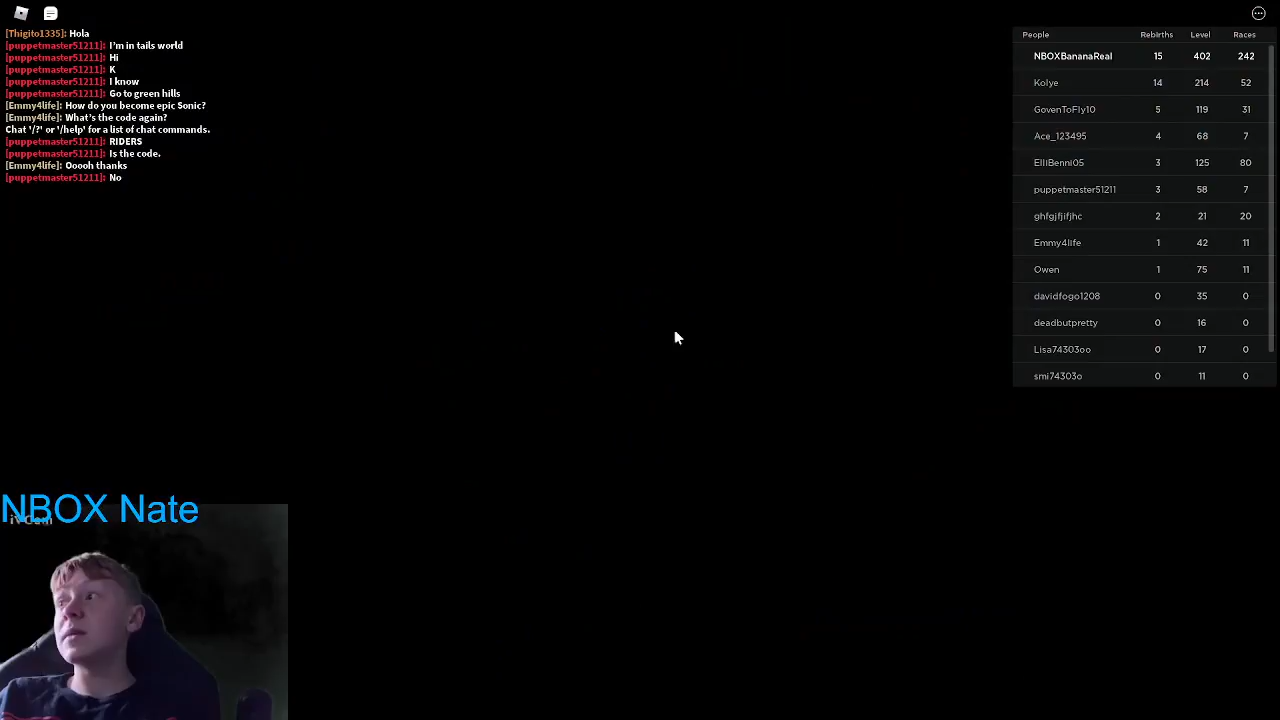 [Thigito1335]: Hola
[puppetmaster51211]: I'm in tails world
[puppetmaster51211]: Hi
[puppetmaster51211]: K
[puppetmaster51211]: I know
[puppetmaster51211]: Go to green hills
[Emmy4life]: How do you become epic Sonic?
[Emmy4life]: What's the code again?
Chat '/?' or '/help' for a list of chat commands.
[puppetmaster51211]: RIDERS
[puppetmaster51211]: Is the code.
[Emmy4life]: Ooooh thanks
[puppetmaster51211]: No
People Rebirths Level Races
NBOXBananaReal 15 402 242
Kolye 14 214 52
GovenToFly10 5 119 31
Ace_123495 4 68 7
ElliBenni05 3 125 80
puppetmaster51211 3 58 7
ghfgjfjifjhc 2 21 20
Emmy4life 1 42 11
Owen 1 75 11
davidfogo1208 0 35 0
deadbutpretty 0 16 0
Lisa74303oo 0 17 0
smi74303o 0 11 0
NBOX Nate